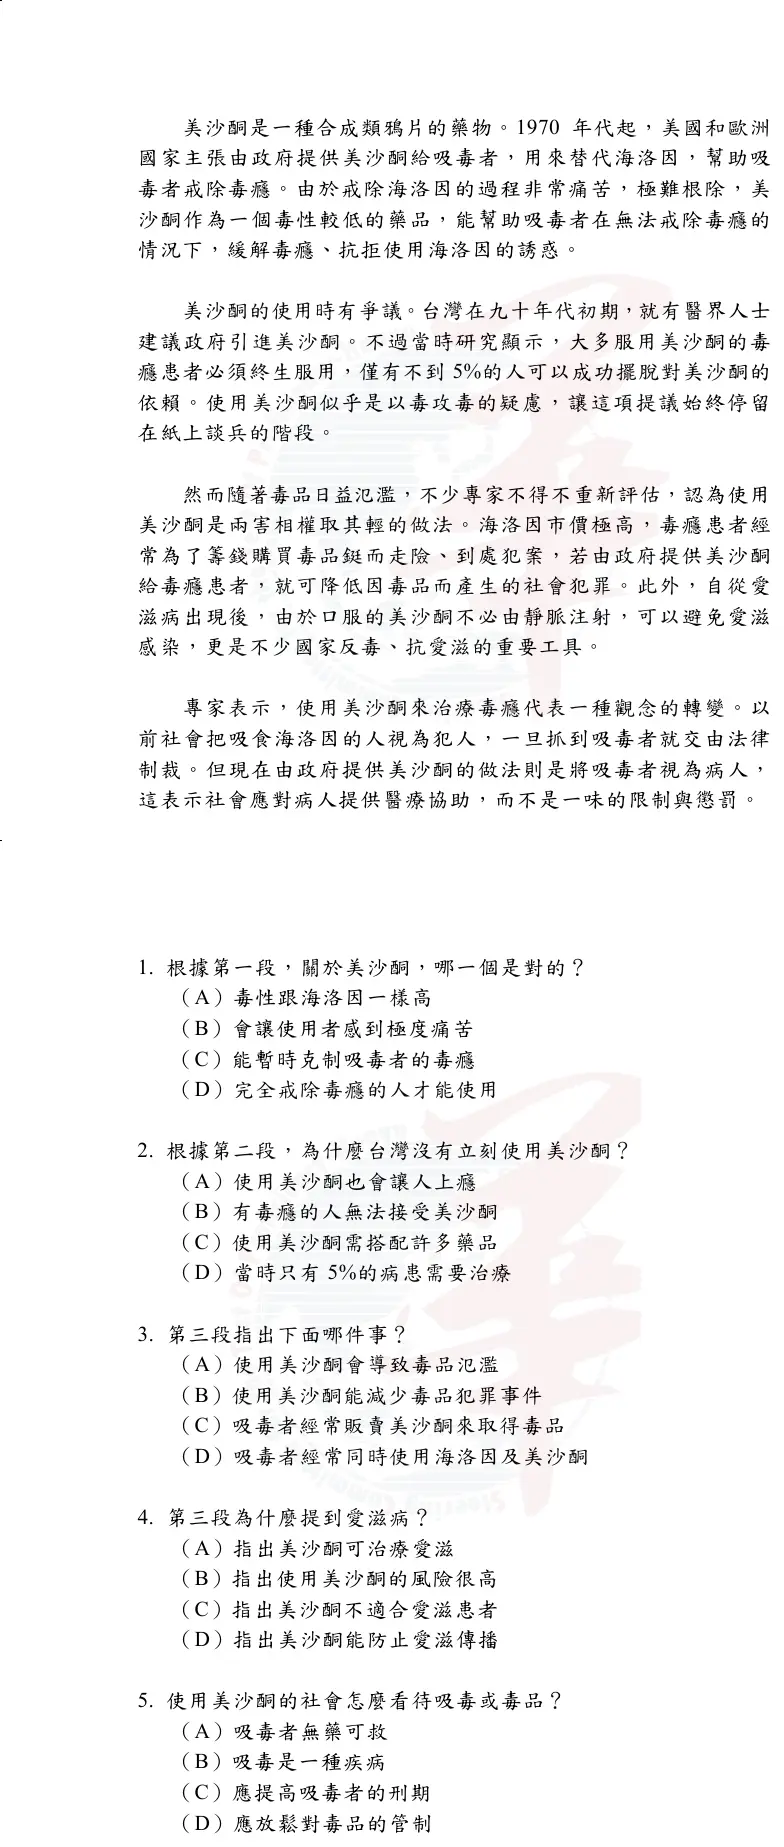 美沙酮是一種合成類鴉片的藥物。1970 年代起，美國和歐洲
國家主張由政府提供美沙酮給吸毒者，用來替代海洛因，幫助吸
毒者戒除毒癮。由於戒除海洛因的過程非常痛苦，極難根除，美
沙酮作為一個毒性較低的藥品，能幫助吸毒者在無法戒除毒癮的
情況下，緩解毒癮、抗拒使用海洛因的誘惑。
美沙酮的使用時有爭議。台灣在九十年代初期，就有醫界人士
建議政府引進美沙酮。不過當時研究顯示，大多服用美沙酮的毒
癮患者必須終生服用，僅有不到 5%的人可以成功擺脫對美沙酮的
依賴。使用美沙酮似乎是以毒攻毒的疑慮，讓這項提議始終停留
在紙上談兵的階段。
然而隨著毒品日益氾濫，不少專家不得不重新評估，認為使用
美沙酮是兩害相權取其輕的做法。海洛因市價極高，毒癮患者經
常為了籌錢購買毒品鋌而走險、到處犯案，若由政府提供美沙酮
給毒癮患者，就可降低因毒品而產生的社會犯罪。此外，自從愛
滋病出現後，由於口服的美沙酮不必由靜脈注射，可以避免愛滋
感染，更是不少國家反毒、抗愛滋的重要工具。
專家表示，使用美沙酮來治療毒癮代表一種觀念的轉變。以
前社會把吸食海洛因的人視為犯人，一旦抓到吸毒者就交由法律
制裁。但現在由政府提供美沙酮的做法則是將吸毒者視為病人，
這表示社會應對病人提供醫療協助，而不是一味的限制與懲罰。
1. 根據第一段，關於美沙酮，哪一個是對的？
（A）毒性跟海洛因一樣高
（B）會讓使用者感到極度痛苦
（C）能暫時克制吸毒者的毒癮
（D）完全戒除毒癮的人才能使用
2. 根據第二段，為什麼台灣沒有立刻使用美沙酮？
（A）使用美沙酮也會讓人上癮
（B）有毒癮的人無法接受美沙酮
（C）使用美沙酮需搭配許多藥品
（D）當時只有 5%的病患需要治療
3. 第三段指出下面哪件事？
（A）使用美沙酮會導致毒品氾濫
（B）使用美沙酮能減少毒品犯罪事件
（C）吸毒者經常販賣美沙酮來取得毒品
（D）吸毒者經常同時使用海洛因及美沙酮
4. 第三段為什麼提到愛滋病？
（A）指出美沙酮可治療愛滋
（B）指出使用美沙酮的風險很高
（C）指出美沙酮不適合愛滋患者
（D）指出美沙酮能防止愛滋傳播
5. 使用美沙酮的社會怎麼看待吸毒或毒品？
（A）吸毒者無藥可救
（B）吸毒是一種疾病
（C）應提高吸毒者的刑期
（D）應放鬆對毒品的管制